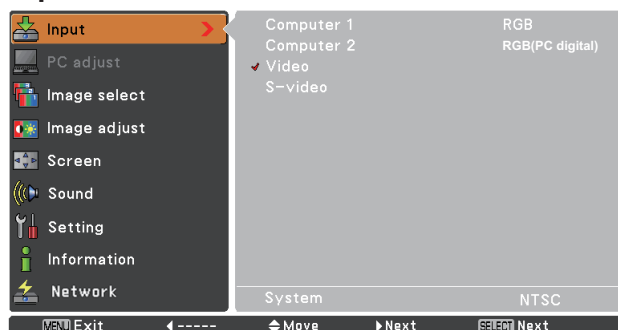 Input
PC adjust
Image select
Image adjust
Screen
Sound
Setting
Information
Network
Computer 1 RGB
Computer 2 RGB(PC digital)
Video
S-video
System NTSC
MENU Exit ----- Move Next SELECT Next